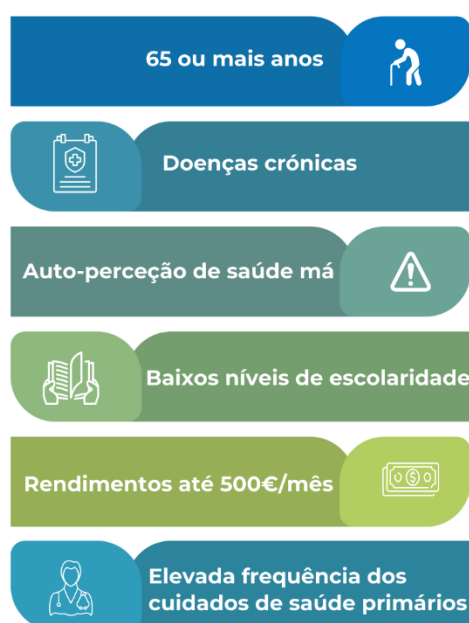 65 ou mais anos
Doenças crónicas
Auto-perceção de saúde má
Baixos níveis de escolaridade
Rendimentos até 500€/mês
Elevada frequência dos
cuidados de saúde primários